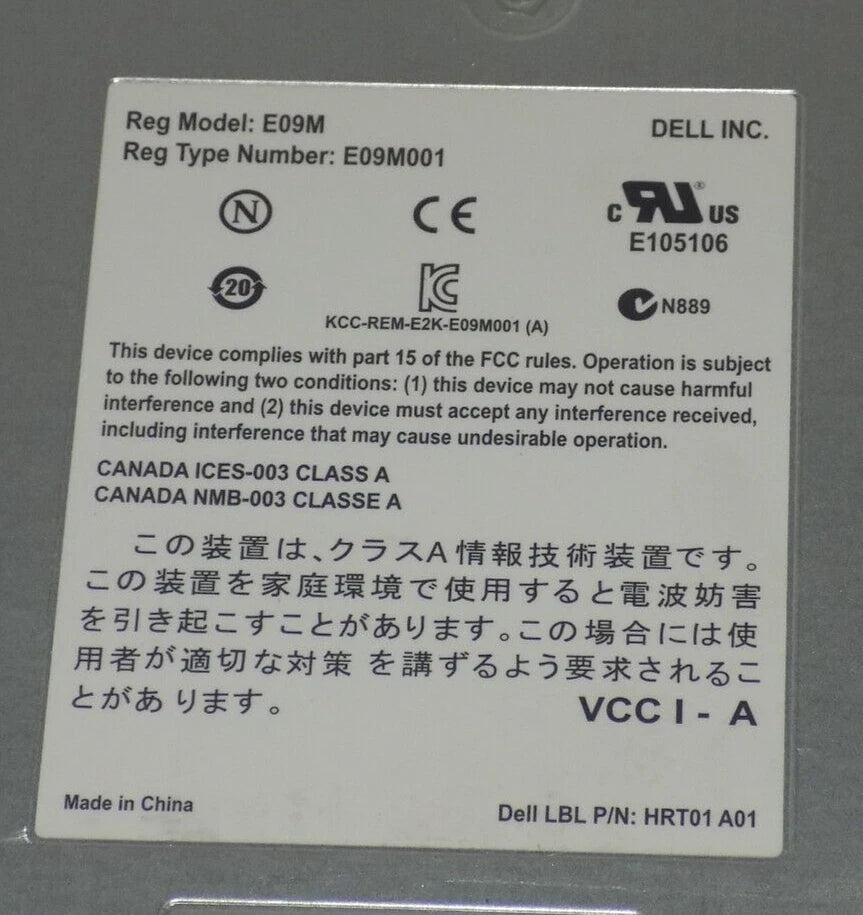 Reg Model: E09M
DELL INC.
Reg Type Number: E09M001
N
CE
c RU® US
E105106
20
KCC-REM-E2K-E09M001 (A)
N889
This device complies with part 15 of the FCC rules. Operation is subject
to the following two conditions: (1) this device may not cause harmful
interference and (2) this device must accept any interference received,
including interference that may cause undesirable operation.
CANADA ICES-003 CLASS A
CANADA NMB-003 CLASSE A
この装置は、クラスA情報技術装置です。
この装置を家庭環境で使用すると電波妨害
を引き起こすことがあります。この場合には使
用者が適切な対策 を講ずるよう要求されるこ
とがあります。
VCC I - A
Made in China
Dell LBL P/N: HRT01 A01